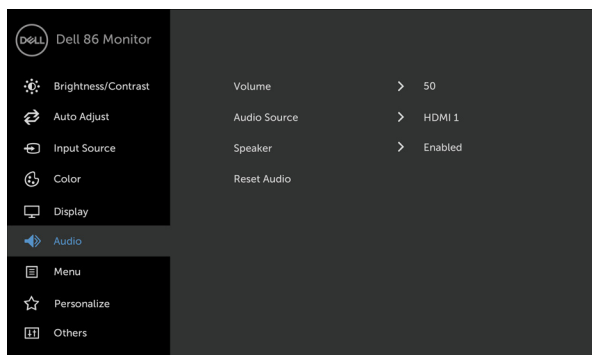 DELL Dell 86 Monitor
Brightness/Contrast
Auto Adjust
Input Source
Color
Display
Audio
Menu
Personalize
Others
Volume > 50
Audio Source > HDMI 1
Speaker > Enabled
Reset Audio